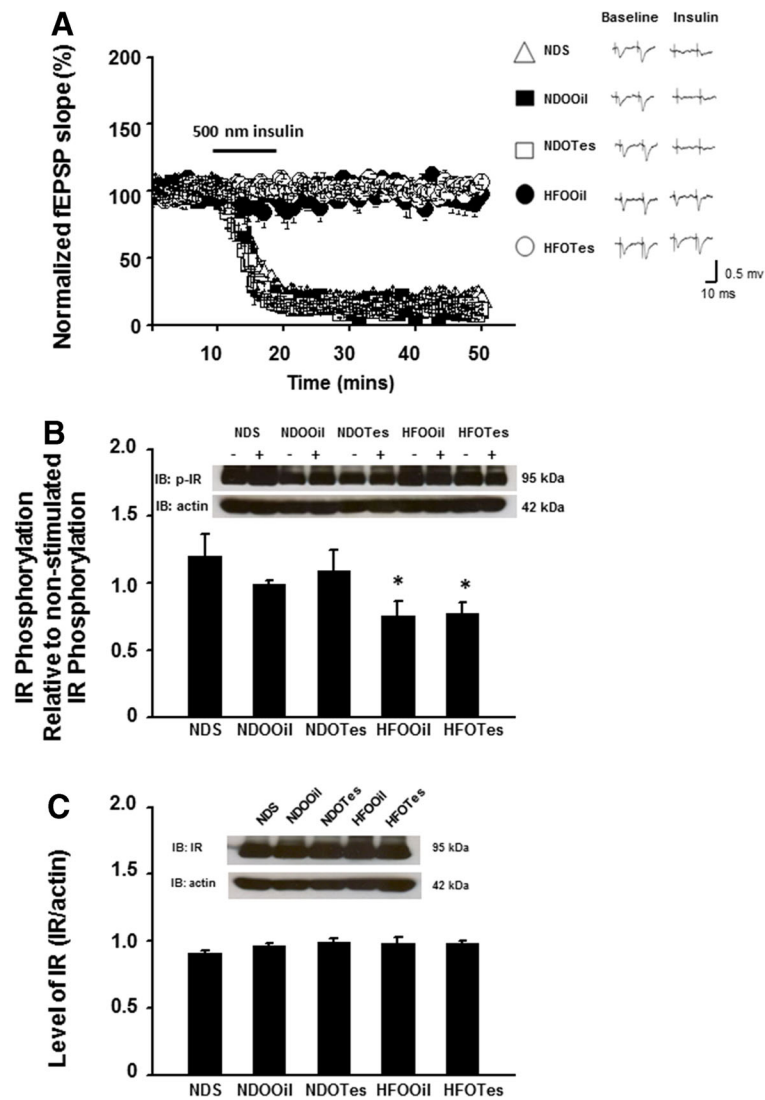 A
Baseline Insulin
Normalized fEPSP slope (%)
200
150
100
50
0
500 nm insulin
10 20 30 40 50
Time (mins)
NDS
NDOOil
NDOTes
HFOOil
HFOTes
0.5 mv
10 ms
B
IR Phosphorylation
Relative to non-stimulated
IR Phosphorylation
2.0
1.5
1.0
0.5
0
NDS NDOOil NDOTes HFOOil HFOTes
- + - + - + - + - +
IB: p-IR 95 kDa
IB: actin 42 kDa
* *
NDS NDOOil NDOTes HFOOil HFOTes
C
Level of IR (IR/actin)
2.0
1.5
1.0
0.5
0
NDS NDOOil NDOTes HFOOil HFOTes
IB: IR 95 kDa
IB: actin 42 kDa
NDS NDOOil NDOTes HFOOil HFOTes